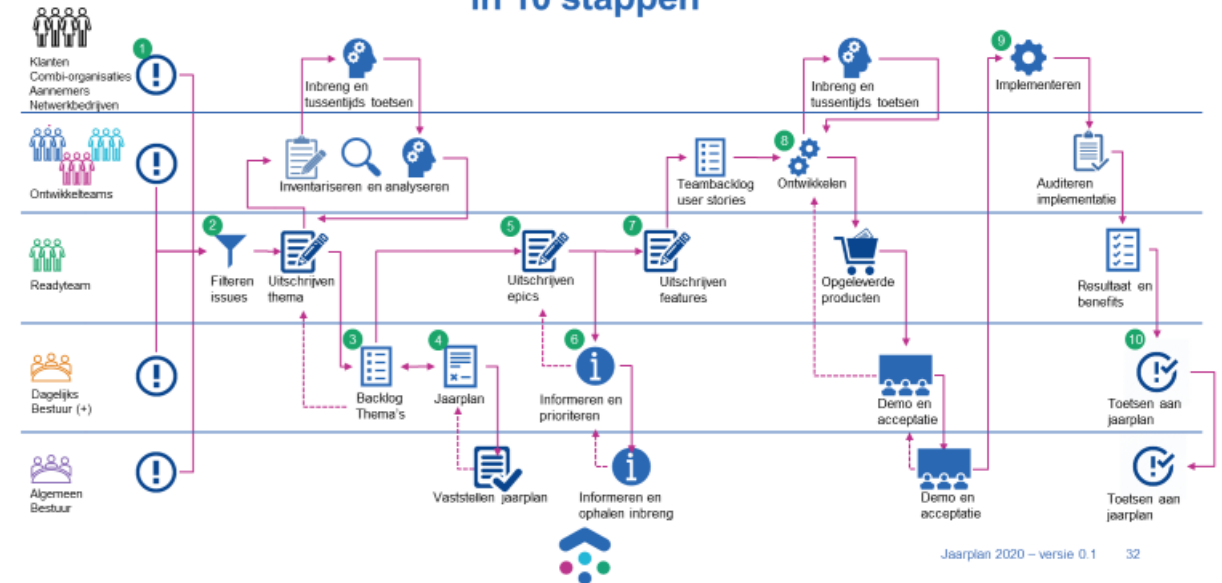 in 10 stappen
1
Klanten
Combi-organisaties
Aannemers
Netwerkbedrijven
Inbreng en
tussentijds toetsen
Inbreng en
tussentijds toetsen
9
Implementeren
Ontwikkelteams
Inventariseren en analyseren
Teambacklog
user stories
8
Ontwikkelen
Auditeren
implementatie
Readyteam
2
Filteren
issues
Uitschrijven
thema
5
Uitschrijven
epics
7
Uitschrijven
features
Opgeleverde
producten
Resultaat en
benefits
Dagelijks
Bestuur (+)
3
Backlog
Thema's
4
Jaarplan
6
Informeren en
prioriteren
Demo en
acceptatie
10
Toetsen aan
jaarplan
Algemeen
Bestuur
Vaststellen jaarplan
Informeren en
ophalen inbreng
Demo en
acceptatie
Toetsen aan
jaarplan
Jaarplan 2020 – versie 0.1 32